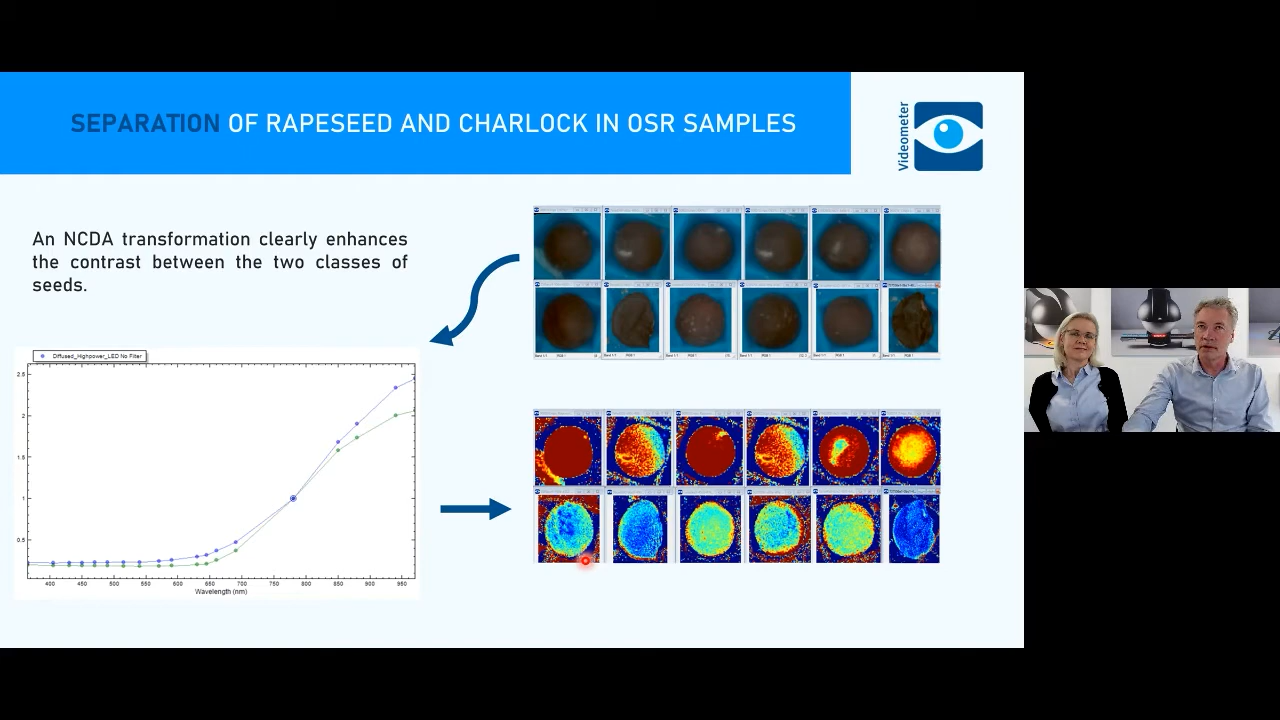 SEPARATION OF RAPESEED AND CHARLOCK IN OSR SAMPLES
Videometer
An NCDA transformation clearly enhances
the contrast between the two classes of
seeds.
Diffused_Highpower_LED No Filter
2.5
2
1.5
1
0.5
400 450 500 550 600 650 700 750 800 850 900 950
Wavelength (nm)